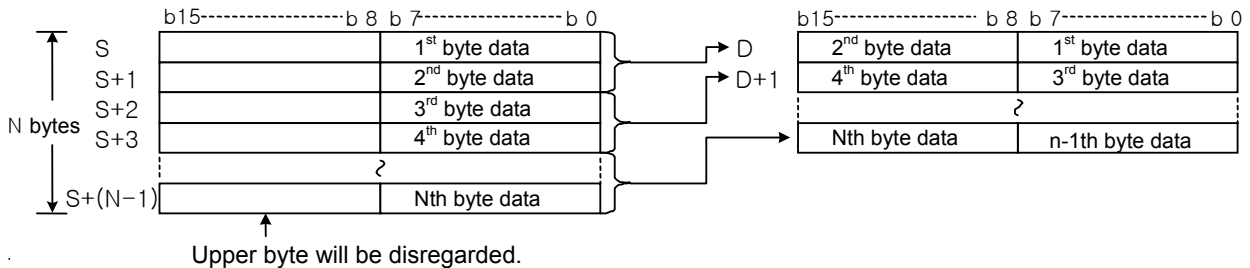 b15---------------------b 8 b 7---------------------b 0
S 1st byte data
S+1 2nd byte data
S+2 3rd byte data
S+3 4th byte data
N bytes
S+(N-1) Nth byte data
Upper byte will be disregarded.
b15---------------------b 8 b 7---------------------b 0
D 2nd byte data 1st byte data
D+1 4th byte data 3rd byte data
Nth byte data n-1th byte data